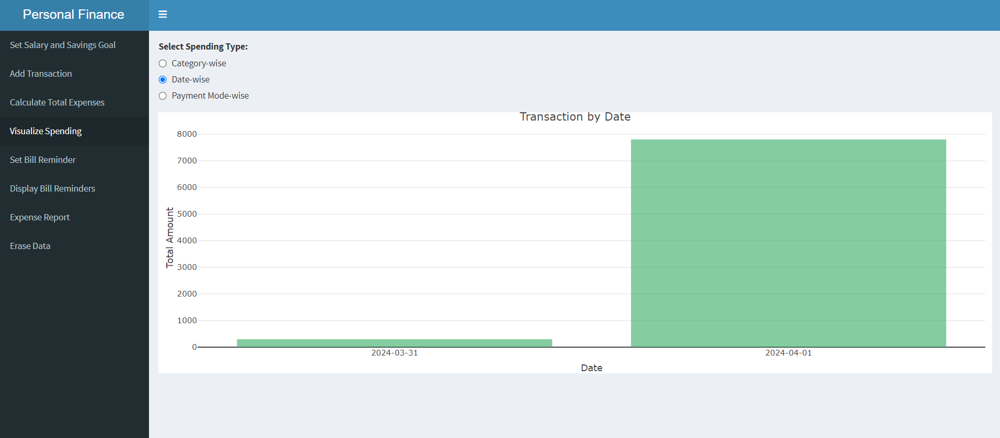 Personal Finance
Set Salary and Savings Goal
Add Transaction
Calculate Total Expenses
Visualize Spending
Set Bill Reminder
Display Bill Reminders
Expense Report
Erase Data
Select Spending Type:
Category-wise
Date-wise
Payment Mode-wise
Transaction by Date
8000
7000
6000
5000
4000
3000
2000
1000
0
Total Amount
2024-03-31
2024-04-01
Date